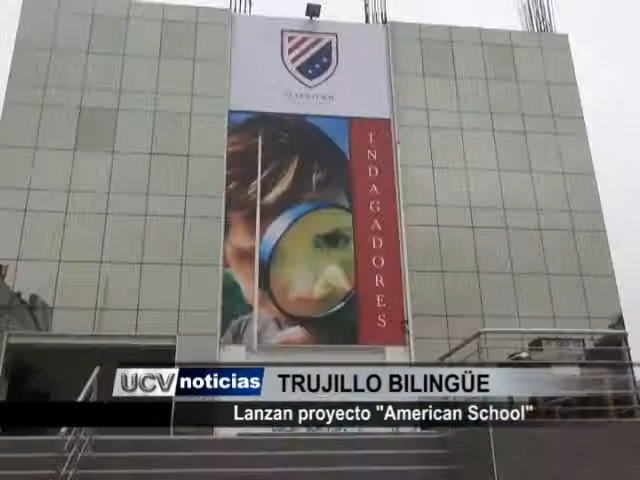 INDAGADORES
UCV noticias
TRUJILLO BILINGÜE
Lanzan proyecto "American School"